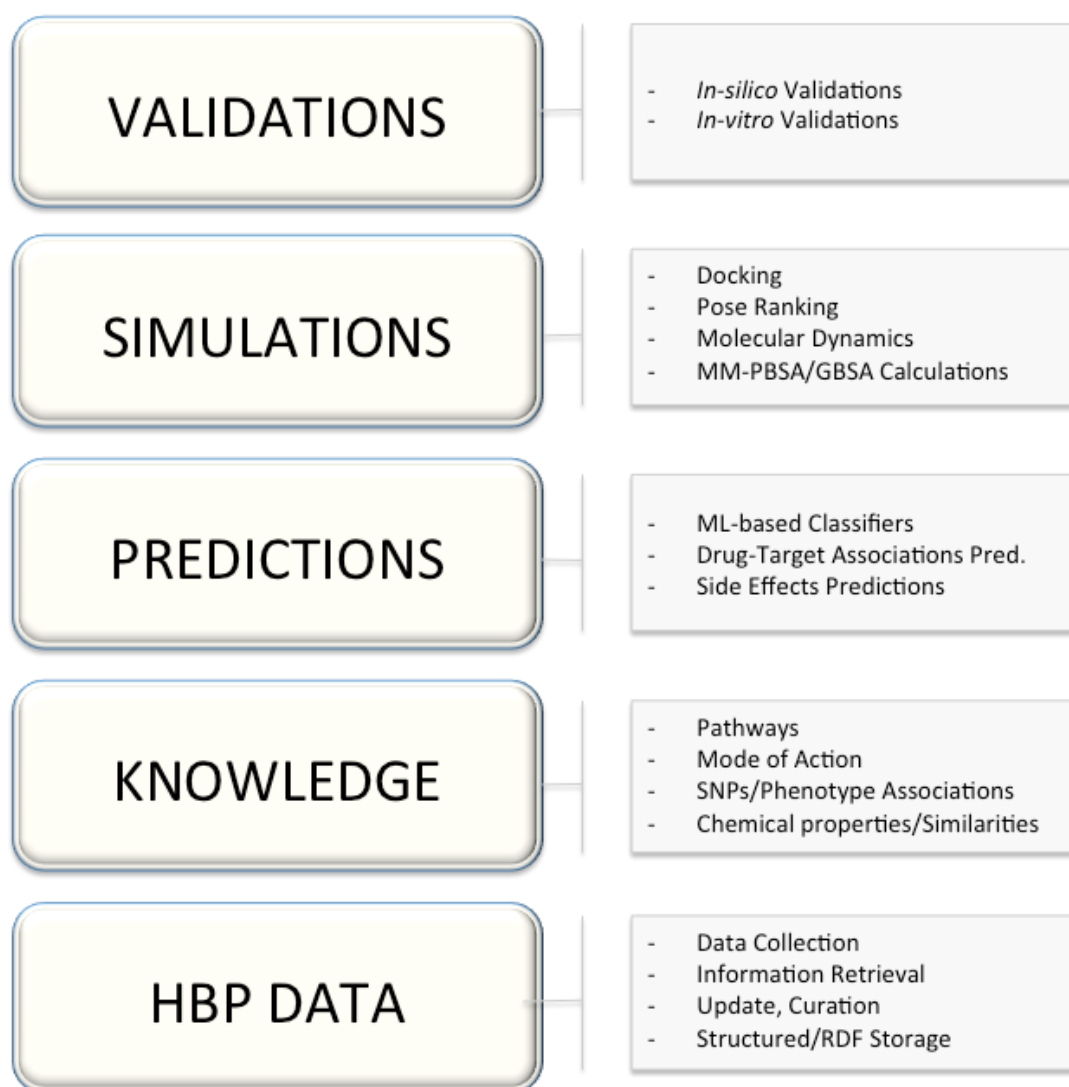 VALIDATIONS
- In-silico Validations
- In-vitro Validations
SIMULATIONS
- Docking
- Pose Ranking
- Molecular Dynamics
- MM-PBSA/GBSA Calculations
PREDICTIONS
- ML-based Classifiers
- Drug-Target Associations Pred.
- Side Effects Predictions
KNOWLEDGE
- Pathways
- Mode of Action
- SNPs/Phenotype Associations
- Chemical properties/Similarities
HBP DATA
- Data Collection
- Information Retrieval
- Update, Curation
- Structured/RDF Storage